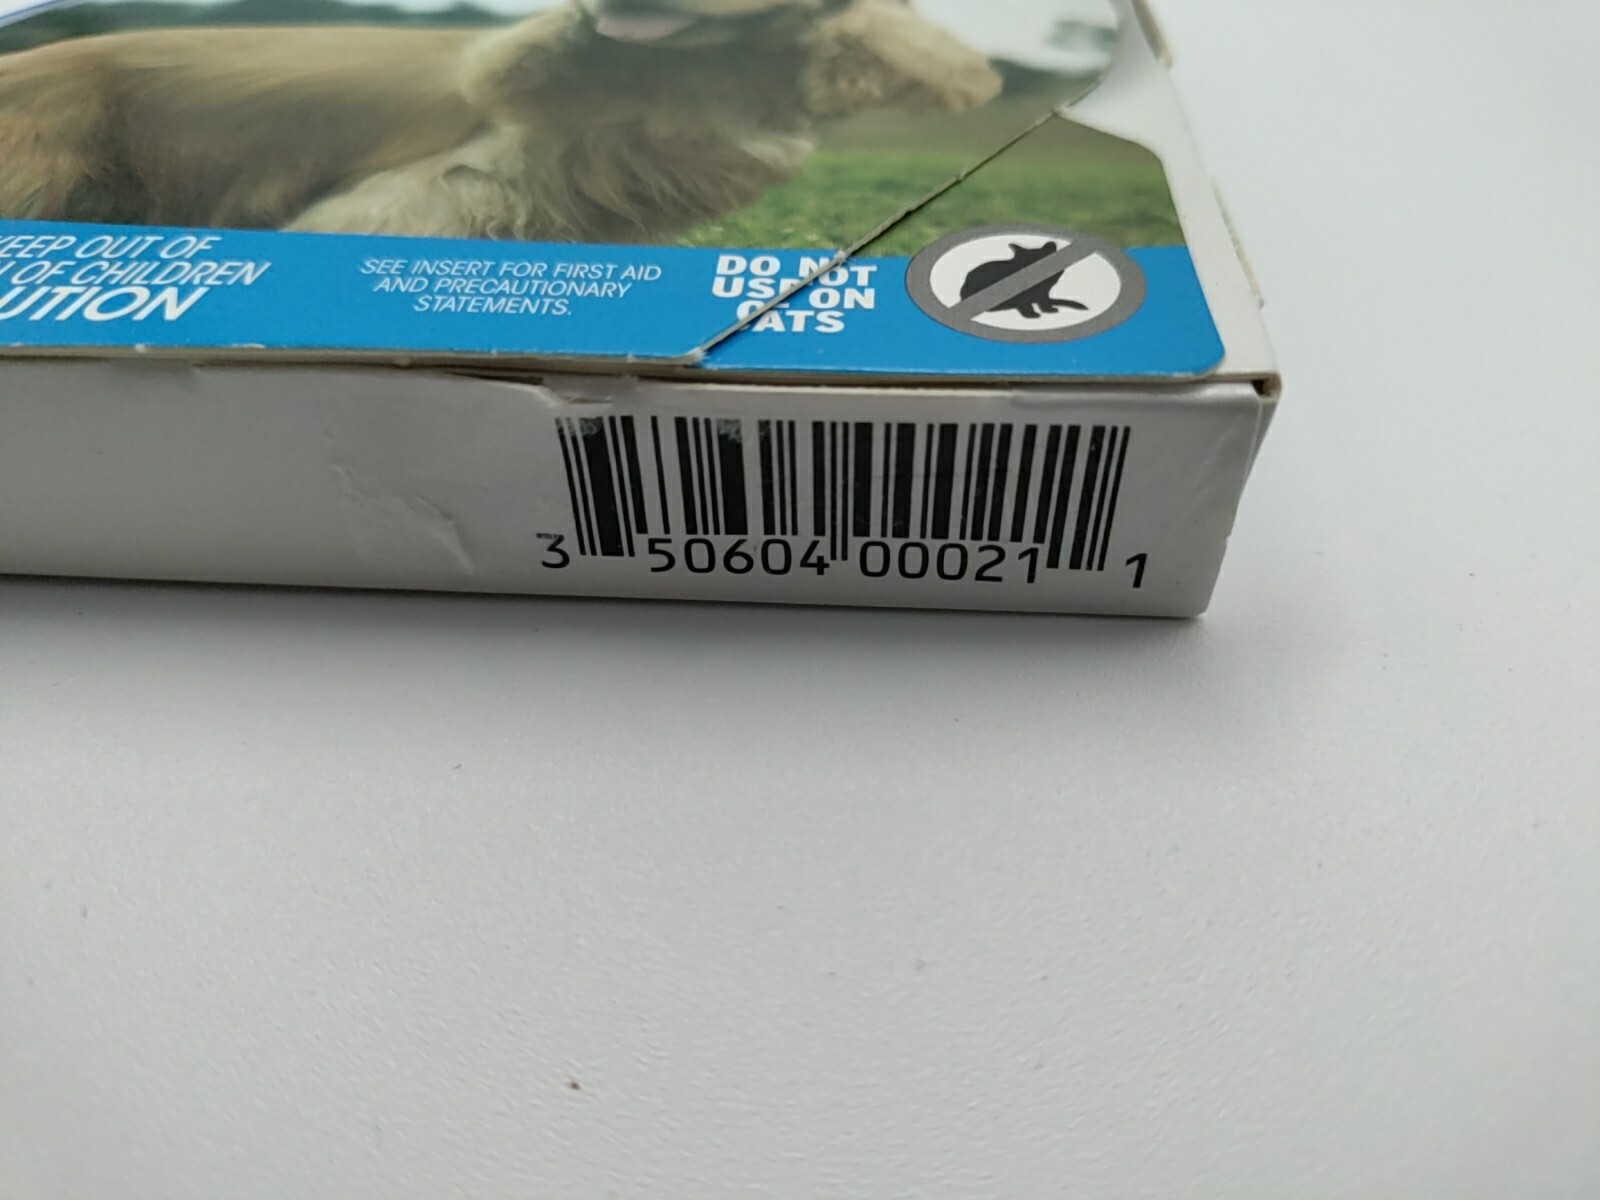 KEEP OUT OF
OF CHILDREN
UTION
SEE INSERT FOR FIRST AID
AND PRECAUTIONARY
STATEMENTS.
DO NOT
USE ON
CATS
3 50604 00021 1